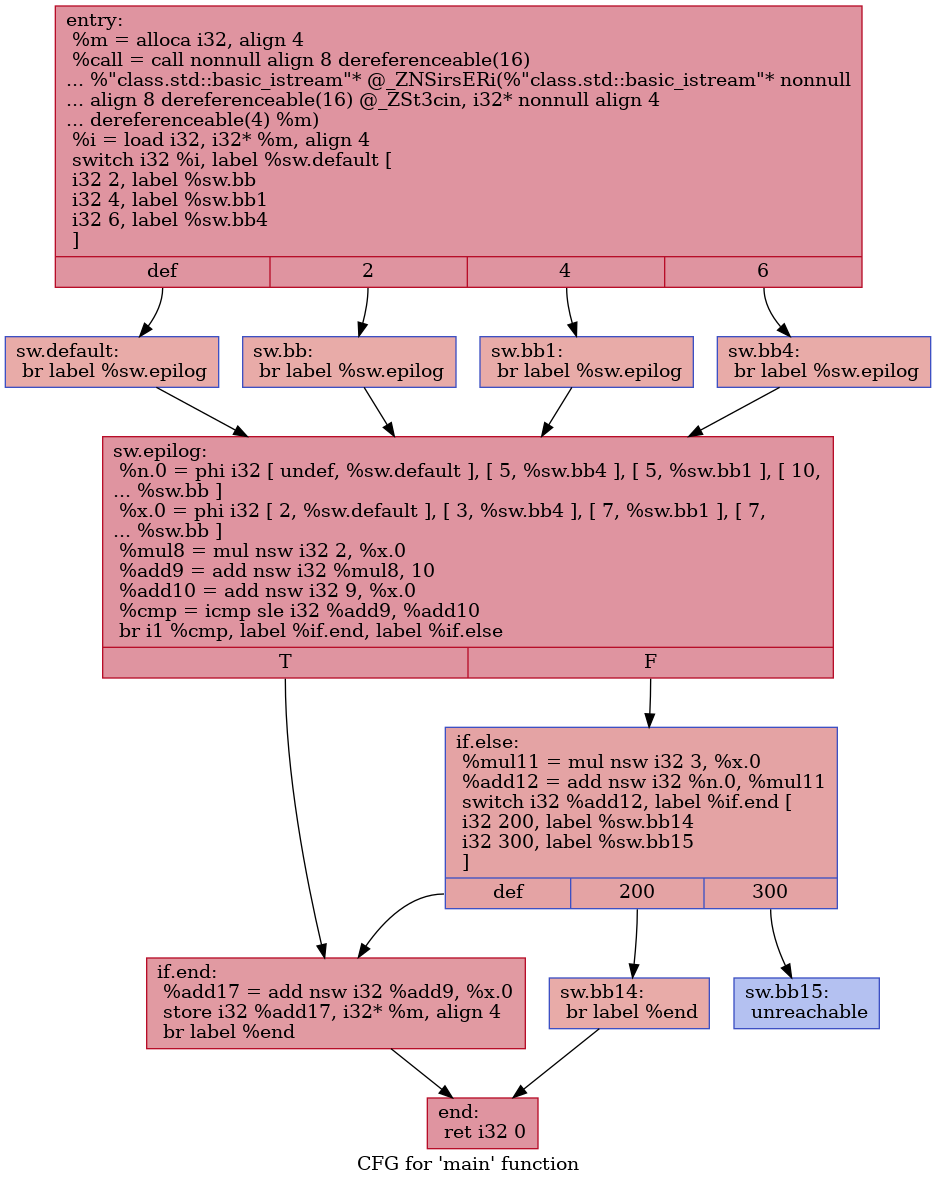 entry:
%m = alloca i32, align 4
%call = call nonnull align 8 dereferenceable(16)
... %"class.std::basic_istream"* @_ZNSirsERi(%"class.std::basic_istream"* nonnull
... align 8 dereferenceable(16) @_ZSt3cin, i32* nonnull align 4
... dereferenceable(4) %m)
%i = load i32, i32* %m, align 4
switch i32 %i, label %sw.default [
i32 2, label %sw.bb
i32 4, label %sw.bb1
i32 6, label %sw.bb4
]
def 2 4 6
sw.default:
br label %sw.epilog
sw.bb:
br label %sw.epilog
sw.bb1:
br label %sw.epilog
sw.bb4:
br label %sw.epilog
sw.epilog:
%n.0 = phi i32 [ undef, %sw.default ], [ 5, %sw.bb4 ], [ 5, %sw.bb1 ], [ 10,
... %sw.bb ]
%x.0 = phi i32 [ 2, %sw.default ], [ 3, %sw.bb4 ], [ 7, %sw.bb1 ], [ 7,
... %sw.bb ]
%mul8 = mul nsw i32 2, %x.0
%add9 = add nsw i32 %mul8, 10
%add10 = add nsw i32 9, %x.0
%cmp = icmp sle i32 %add9, %add10
br i1 %cmp, label %if.end, label %if.else
T F
if.else:
%mul11 = mul nsw i32 3, %x.0
%add12 = add nsw i32 %n.0, %mul11
switch i32 %add12, label %if.end [
i32 200, label %sw.bb14
i32 300, label %sw.bb15
]
def 200 300
if.end:
%add17 = add nsw i32 %add9, %x.0
store i32 %add17, i32* %m, align 4
br label %end
sw.bb14:
br label %end
sw.bb15:
unreachable
end:
ret i32 0
CFG for 'main' function